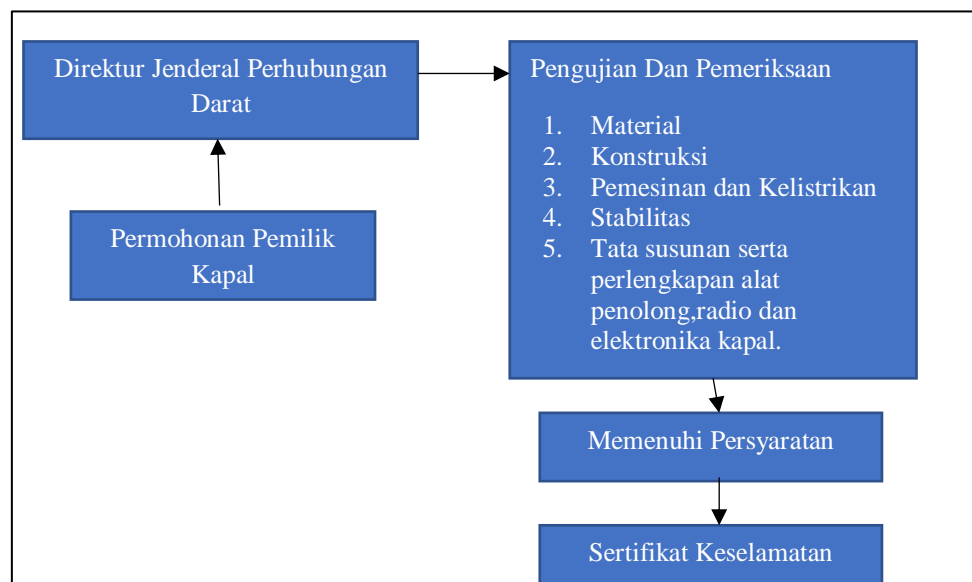 Direktur Jenderal Perhubungan
Darat
Permohonan Pemilik
Kapal
Pengujian Dan Pemeriksaan
1. Material
2. Konstruksi
3. Pemesinan dan Kelistrikan
4. Stabilitas
5. Tata susunan serta
perlengkapan alat
penolong,radio dan
elektronika kapal.
Memenuhi Persyaratan
Sertifikat Keselamatan